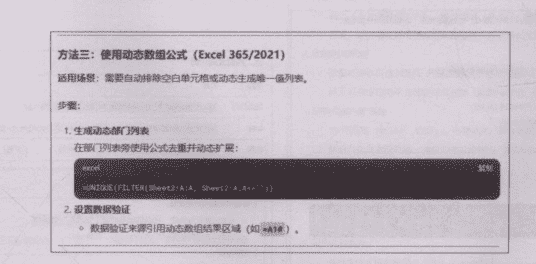 方法三：使用动态数组公式（Excel 365/2021）
适用场景：需要自动排除空白单元格或动态生成唯一值列表。
步骤：
1. 生成动态部门列表
在部门列表旁使用公式去重并动态扩展：
excel 复制
=UNIQUE(FILTER(Sheet2!A:A, Sheet2!A:A<>""))
2. 设置数据验证
◦ 数据验证来源引用动态数组结果区域（如 =A1# ）。